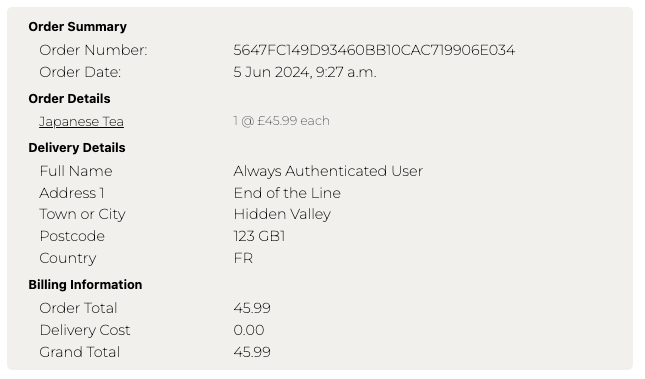 Order Summary
Order Number: 5647FC149D93460BB10CAC719906E034
Order Date: 5 Jun 2024, 9:27 a.m.
Order Details
Japanese Tea 1 @ £45.99 each
Delivery Details
Full Name Always Authenticated User
Address 1 End of the Line
Town or City Hidden Valley
Postcode 123 GB1
Country FR
Billing Information
Order Total 45.99
Delivery Cost 0.00
Grand Total 45.99